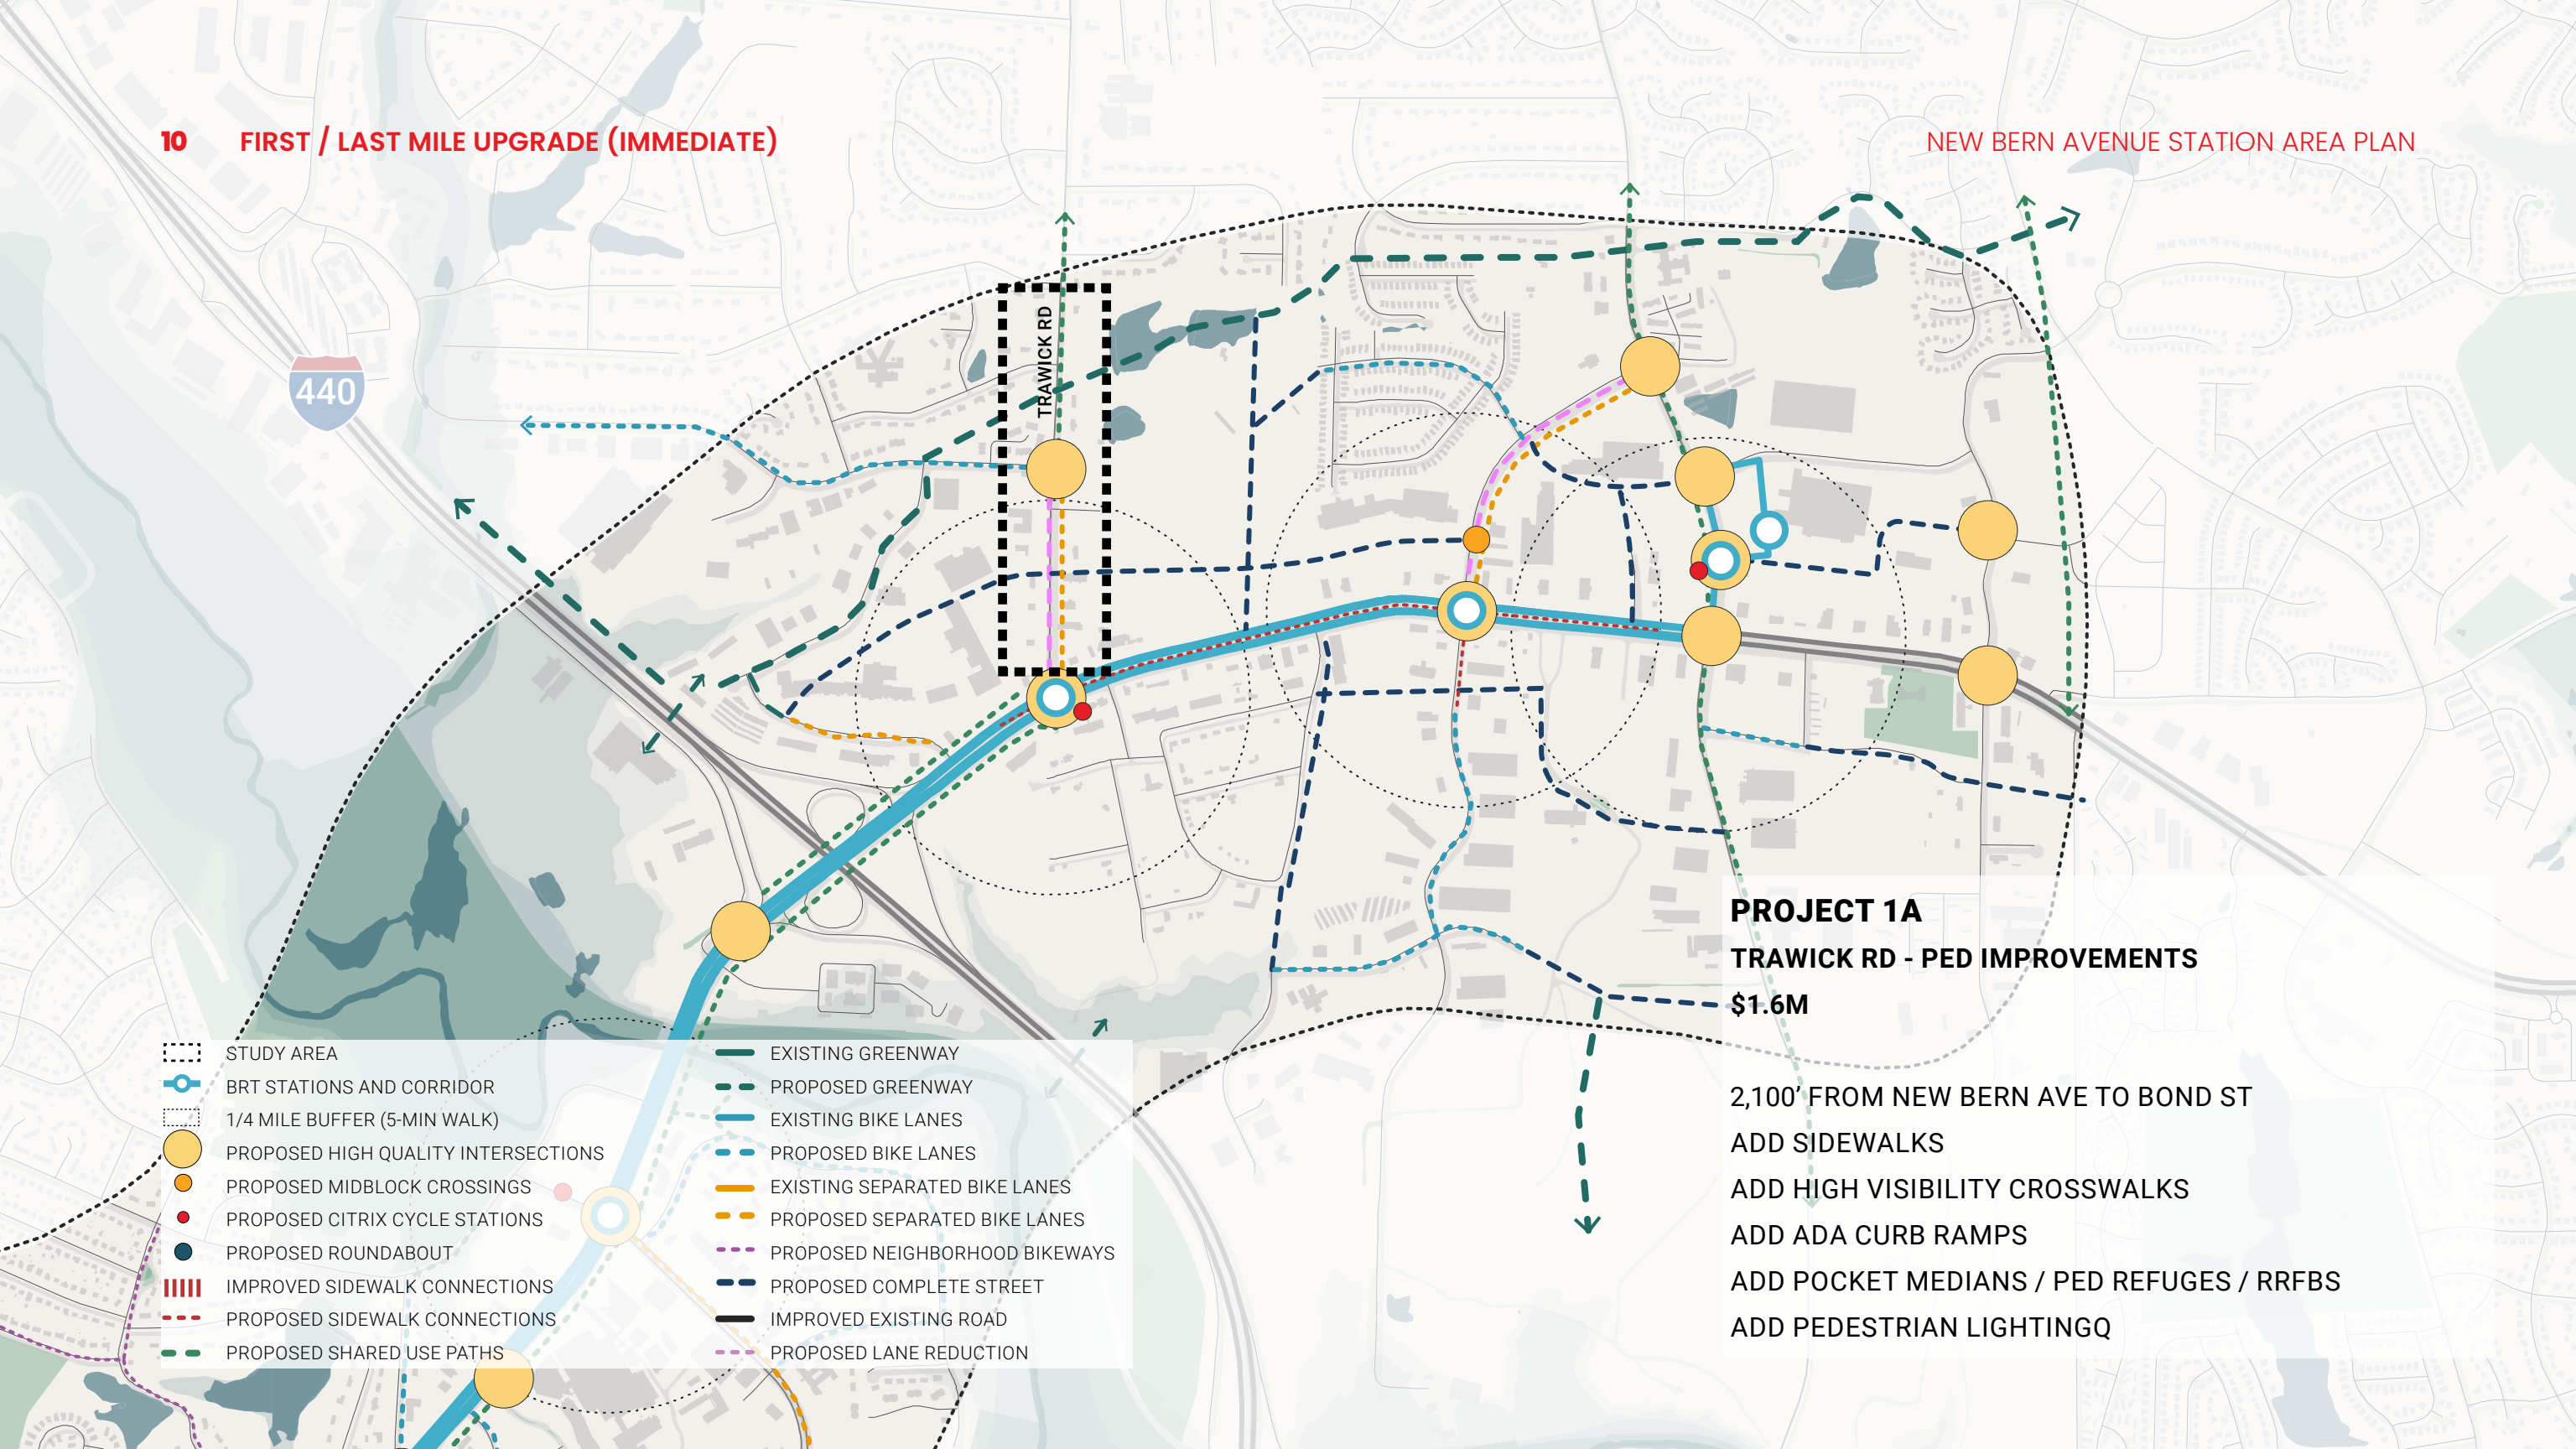 10 FIRST / LAST MILE UPGRADE (IMMEDIATE)
NEW BERN AVENUE STATION AREA PLAN
TRAWICK RD
440
PROJECT 1A
TRAWICK RD - PED IMPROVEMENTS
$1.6M
2,100' FROM NEW BERN AVE TO BOND ST
ADD SIDEWALKS
ADD HIGH VISIBILITY CROSSWALKS
ADD ADA CURB RAMPS
ADD POCKET MEDIANS / PED REFUGES / RRFBS
ADD PEDESTRIAN LIGHTINGQ
STUDY AREA
BRT STATIONS AND CORRIDOR
1/4 MILE BUFFER (5-MIN WALK)
PROPOSED HIGH QUALITY INTERSECTIONS
PROPOSED MIDBLOCK CROSSINGS
PROPOSED CITRIX CYCLE STATIONS
PROPOSED ROUNDABOUT
IMPROVED SIDEWALK CONNECTIONS
PROPOSED SIDEWALK CONNECTIONS
PROPOSED SHARED USE PATHS
EXISTING GREENWAY
PROPOSED GREENWAY
EXISTING BIKE LANES
PROPOSED BIKE LANES
EXISTING SEPARATED BIKE LANES
PROPOSED SEPARATED BIKE LANES
PROPOSED NEIGHBORHOOD BIKEWAYS
PROPOSED COMPLETE STREET
IMPROVED EXISTING ROAD
PROPOSED LANE REDUCTION